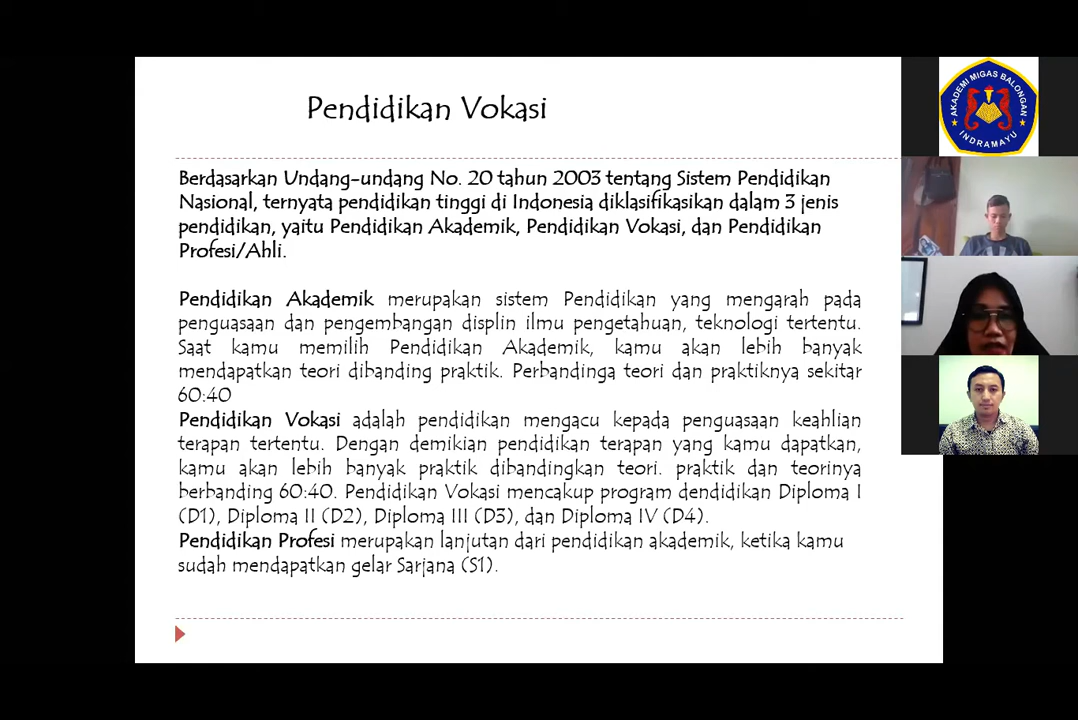 Pendidikan Vokasi
Berdasarkan Undang-undang No. 20 tahun 2003 tentang Sistem Pendidikan
Nasional, ternyata pendidikan tinggi di Indonesia diklasifikasikan dalam 3 jenis
pendidikan, yaitu Pendidikan Akademik, Pendidikan Vokasi, dan Pendidikan
Profesi/Ahli.
Pendidikan Akademik merupakan sistem Pendidikan yang mengarah pada
penguasaan dan pengembangan displin ilmu pengetahuan, teknologi tertentu.
Saat kamu memilih Pendidikan Akademik, kamu akan lebih banyak
mendapatkan teori dibanding praktik. Perbandinga teori dan praktiknya sekitar
60:40
Pendidikan Vokasi adalah pendidikan mengacu kepada penguasaan keahlian
terapan tertentu. Dengan demikian pendidikan terapan yang kamu dapatkan,
kamu akan lebih banyak praktik dibandingkan teori. praktik dan teorinya
berbanding 60:40. Pendidikan Vokasi mencakup program dendidikan Diploma I
(D1), Diploma II (D2), Diploma III (D3), dan Diploma IV (D4).
Pendidikan Profesi merupakan lanjutan dari pendidikan akademik, ketika kamu
sudah mendapatkan gelar Sarjana (S1).
AKADEMI MIGAS BALONGAN
INDRAMAYU